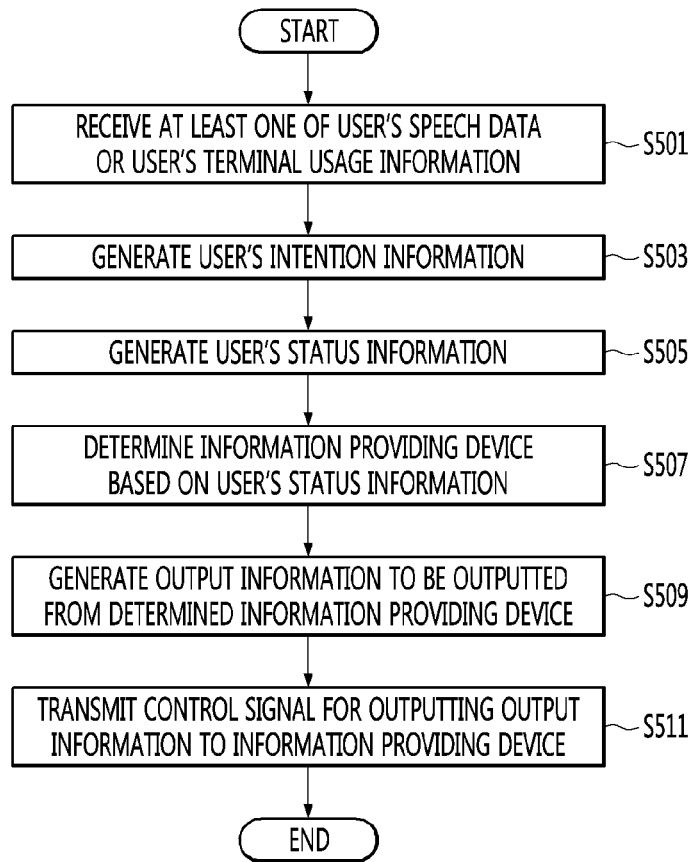 START
RECEIVE AT LEAST ONE OF USER'S SPEECH DATA
OR USER'S TERMINAL USAGE INFORMATION
S501
GENERATE USER'S INTENTION INFORMATION
S503
GENERATE USER'S STATUS INFORMATION
S505
DETERMINE INFORMATION PROVIDING DEVICE
BASED ON USER'S STATUS INFORMATION
S507
GENERATE OUTPUT INFORMATION TO BE OUTPUTTED
FROM DETERMINED INFORMATION PROVIDING DEVICE
S509
TRANSMIT CONTROL SIGNAL FOR OUTPUTING OUTPUT
INFORMATION TO INFORMATION PROVIDING DEVICE
S511
END